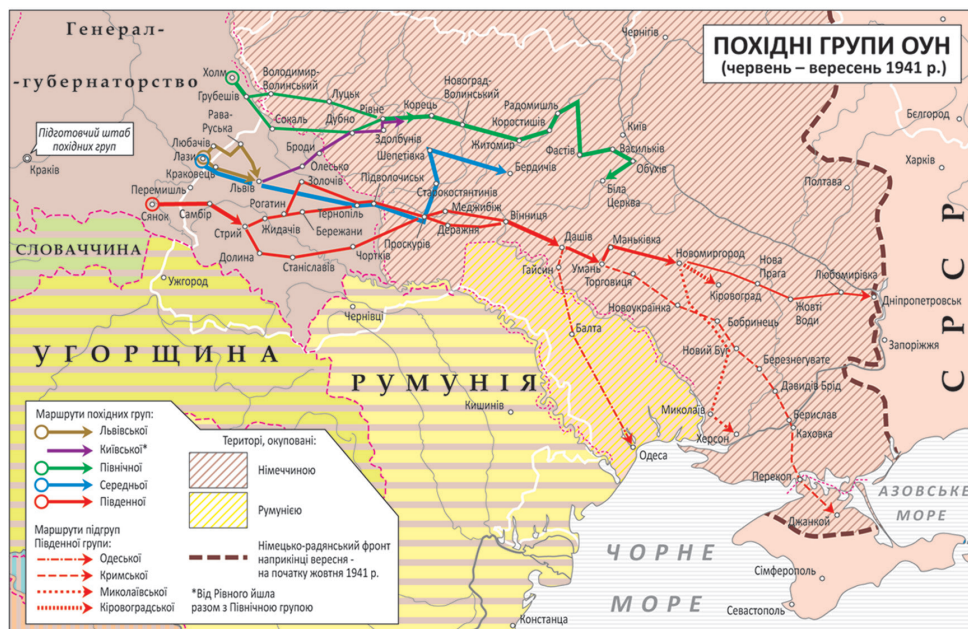 ПОХІДНІ ГРУПИ ОУН
(червень – вересень 1941 р.)
Генерал-
-губернаторство
Підготовчий штаб
похідних груп
Краків
Холм
Грубешів
Володимир-
Волинський
Луцьк
Рівне
Корець
Новоград-
Волинський
Радомишль
Чернігів
Київ
Сокаль
Дубно
Здолбунів
Коростишів
Житомир
Фастів
Васильків
Обухів
Біла
Церква
Рава-
Руська
Любачів
Лази
Краковець
Львів
Броди
Олесько
Золочів
Шепетівка
Підволочиськ
Старокостянтинів
Бердичів
Перемишль
Сянок
Самбір
Рогатин
Стрий
Жидачів
Тернопіль
Бережани
Меджибіж
Деражня
Проскурів
Вінниця
Долина
Станіславів
Чортків
Ужгород
Чернівці
Дашів
Гайсин
Умань
Торговиця
Маньківка
Новомиргород
Кіровоград
Нова
Прага
Любомирівка
Жовті
Води
Дніпропетровськ
Запоріжжя
Полтава
Харків
Бєлгород
Новоукраїнка
Бобринець
Новий Буг
Березнегувате
Давидів Брід
Берислав
Каховка
Миколаїв
Херсон
Балта
Одеса
Кишинів
Перекоп
Джанкой
Сімферополь
Севастополь
Констанца
СЛОВАЧЧИНА
УГОРЩИНА
РУМУНІЯ
СРСР
АЗОВСЬКЕ
МОРЕ
ЧОРНЕ
МОРЕ
Маршрути похідних груп:
Львівської
Київської*
Північної
Середньої
Південної
Маршрути підгруп
Південної групи:
Одеської
Кримської
Миколаївської
Кіровоградської
Територі, окуповані:
Німеччиною
Румунією
Німецько-радянський фронт
наприкінці вересня -
на початку жовтня 1941 р.
*Від Рівного йшла
разом з Північною групою